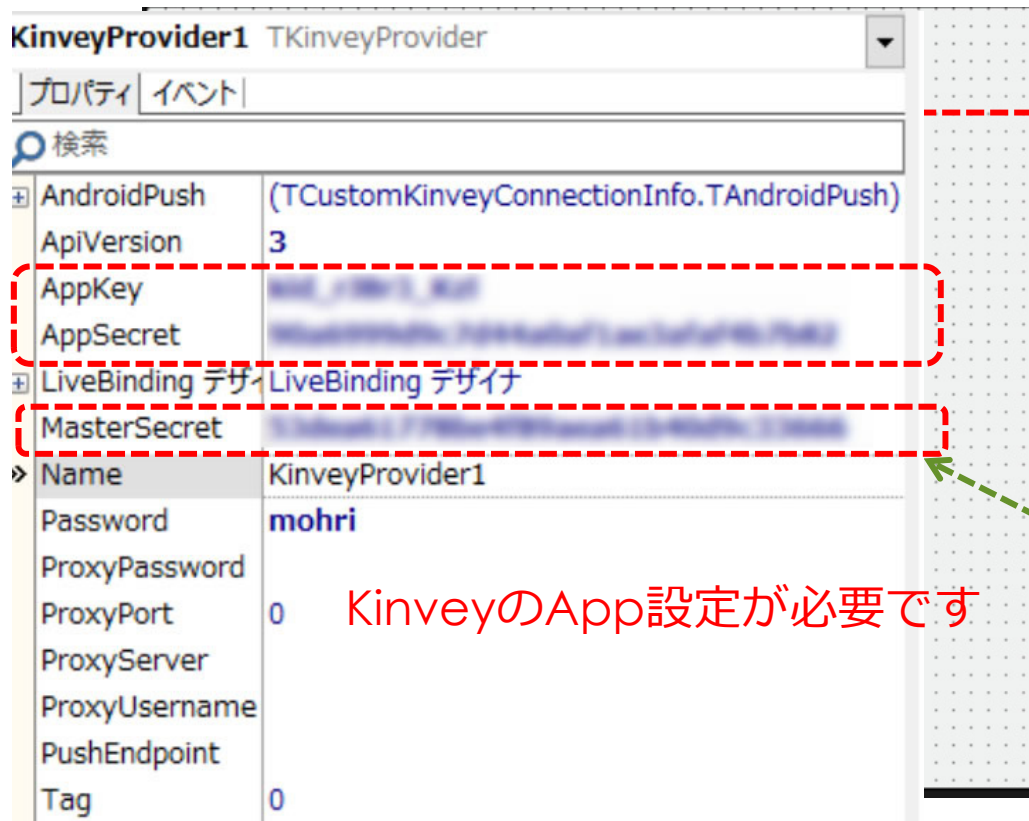 KinveyProvider1 TKinveyProvider
プロパティ イベント
検索
AndroidPush (TCustomKinveyConnectionInfo.TAndroidPush)
ApiVersion 3
AppKey
AppSecret
LiveBinding デザイ LiveBinding デザイナ
MasterSecret
Name KinveyProvider1
Password mohri
ProxyPassword
ProxyPort 0
KinveyのApp設定が必要です
ProxyServer
ProxyUsername
PushEndpoint
Tag 0